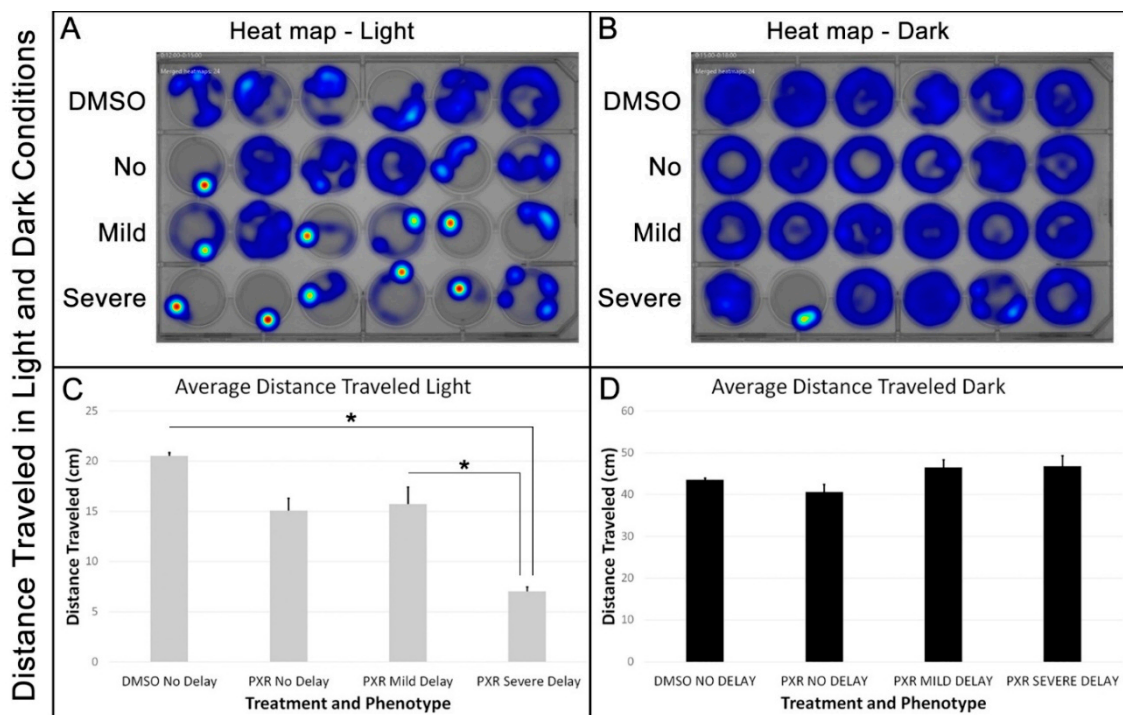 Distance Traveled in Light and Dark Conditions
A
Heat map - Light
DMSO
No
Mild
Severe
B
Heat map - Dark
DMSO
No
Mild
Severe
C
Average Distance Traveled Light
25
20
15
10
5
0
Distance Traveled (cm)
*
*
DMSO No Delay
PXR No Delay
PXR Mild Delay
PXR Severe Delay
Treatment and Phenotype
D
Average Distance Traveled Dark
60
50
40
30
20
10
0
Distance Traveled (cm)
DMSO NO DELAY
PXR NO DELAY
PXR MILD DELAY
PXR SEVERE DELAY
Treatment and Phenotype